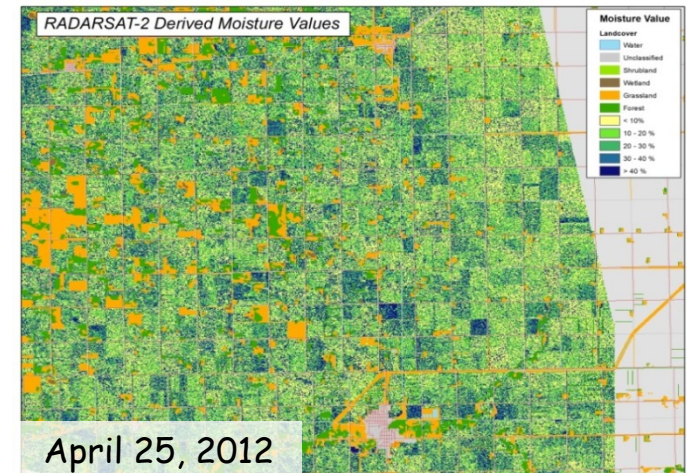 RADARSAT-2 Derived Moisture Values
Moisture Value
Landcover
Water
Unclassified
Shrubland
Wetland
Grassland
Forest
< 10%
10 - 20 %
20 - 30 %
30 - 40 %
> 40 %
April 25, 2012